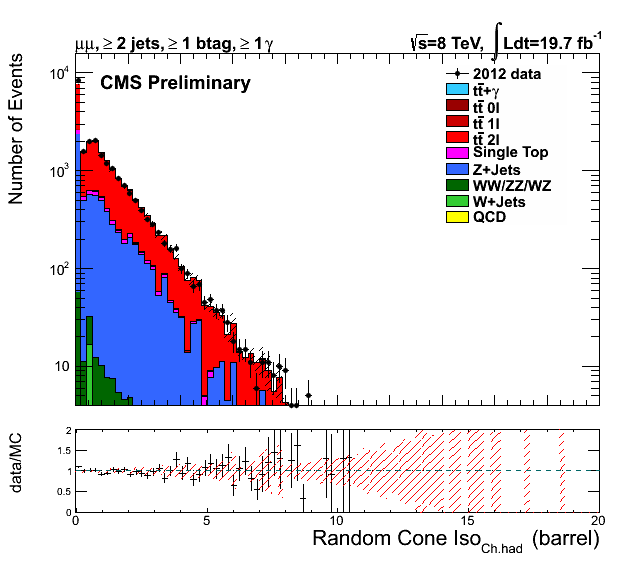 μμ, ≥ 2 jets, ≥ 1 btag, ≥ 1 γ √s=8 TeV, ∫ Ldt=19.7 fb⁻¹
Number of Events
10⁴
10³
10²
10
CMS Preliminary
2012 data
tt̄+γ
tt̄ 0l
tt̄ 1l
tt̄ 2l
Single Top
Z+Jets
WW/ZZ/WZ
W+Jets
QCD
data/MC
2
1.5
1
0.5
0
0 5 10 15 20
Random Cone Iso_Ch.had (barrel)